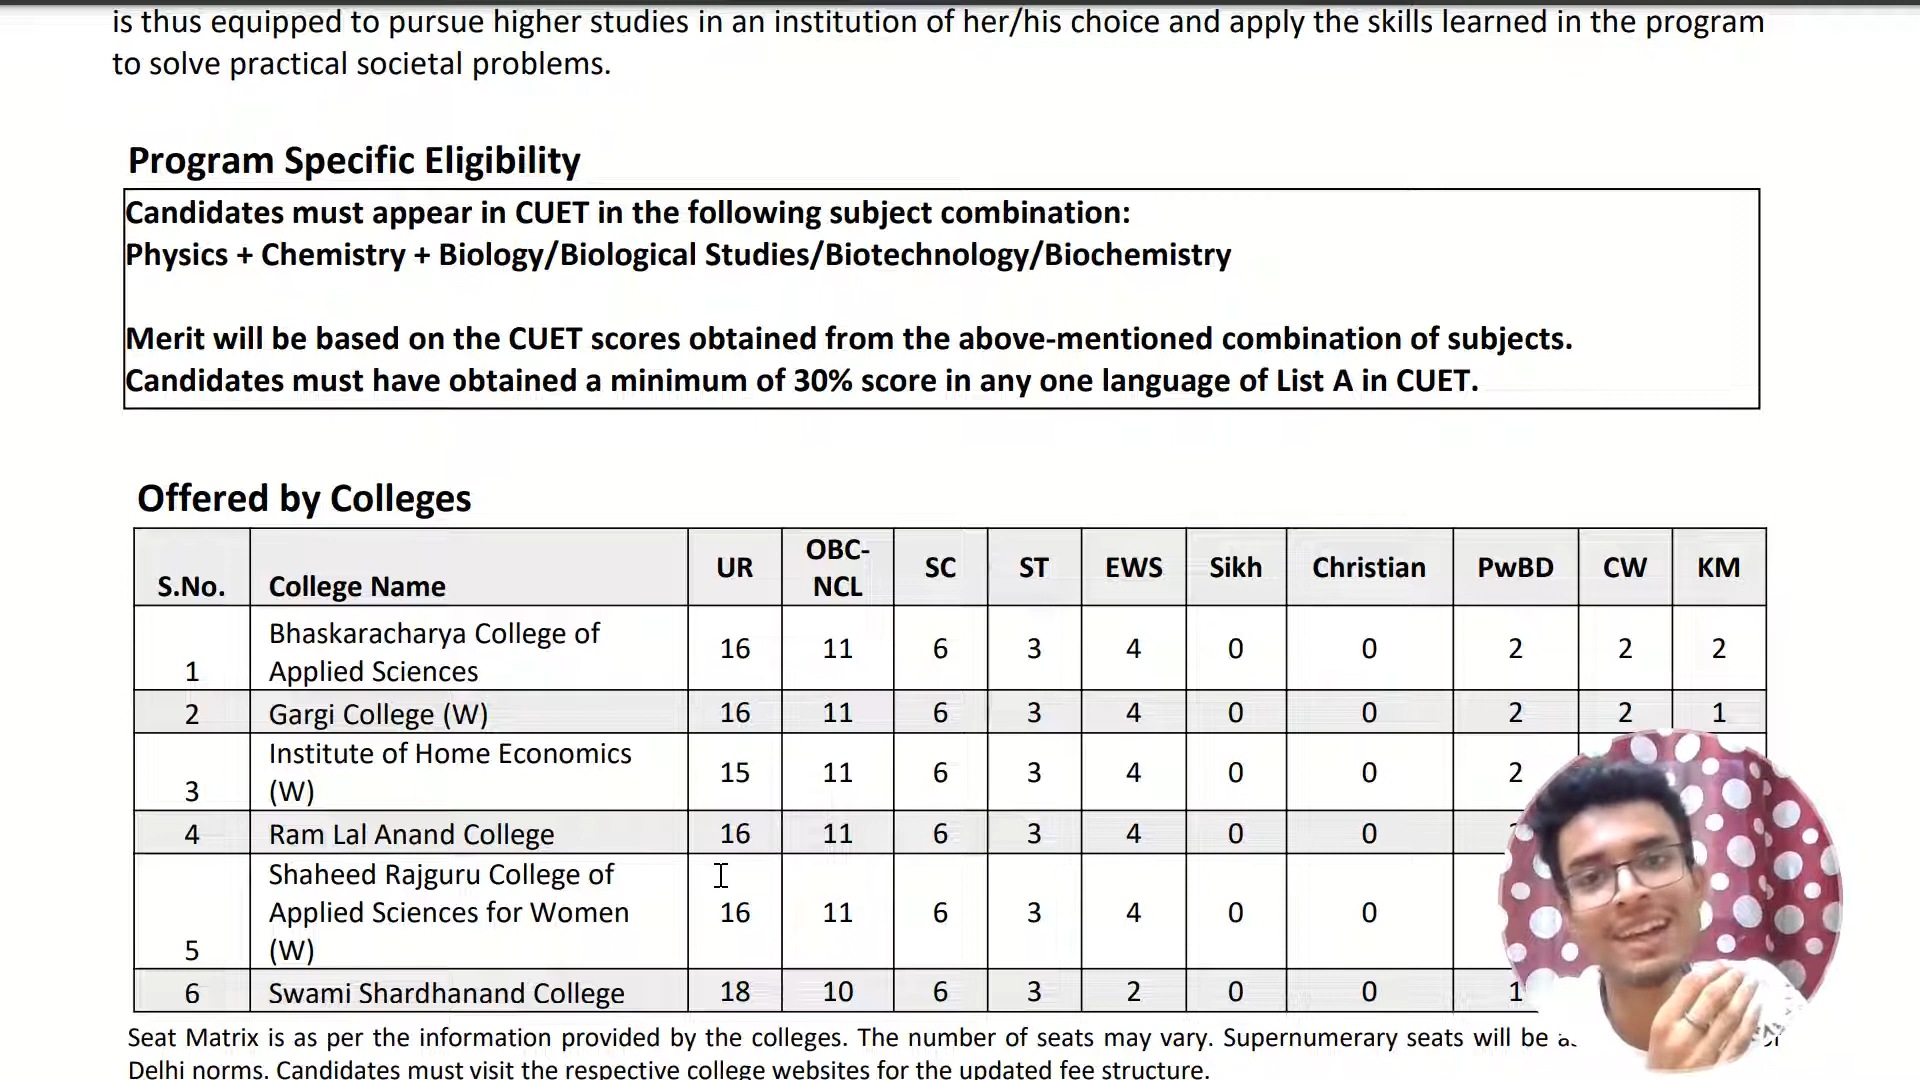 is thus equipped to pursue higher studies in an institution of her/his choice and apply the skills learned in the program
to solve practical societal problems.
Program Specific Eligibility
Candidates must appear in CUET in the following subject combination:
Physics + Chemistry + Biology/Biological Studies/Biotechnology/Biochemistry
Merit will be based on the CUET scores obtained from the above-mentioned combination of subjects.
Candidates must have obtained a minimum of 30% score in any one language of List A in CUET.
Offered by Colleges
S.No. College Name UR OBC-NCL SC ST EWS Sikh Christian PwBD CW KM
1 Bhaskaracharya College of Applied Sciences 16 11 6 3 4 0 0 2 2 2
2 Gargi College (W) 16 11 6 3 4 0 0 2 2 1
3 Institute of Home Economics (W) 15 11 6 3 4 0 0 2
4 Ram Lal Anand College 16 11 6 3 4 0 0
5 Shaheed Rajguru College of Applied Sciences for Women (W) 16 11 6 3 4 0 0
6 Swami Shardhanand College 18 10 6 3 2 0 0 1
Seat Matrix is as per the information provided by the colleges. The number of seats may vary. Supernumerary seats will be
Delhi norms. Candidates must visit the respective college websites for the updated fee structure.